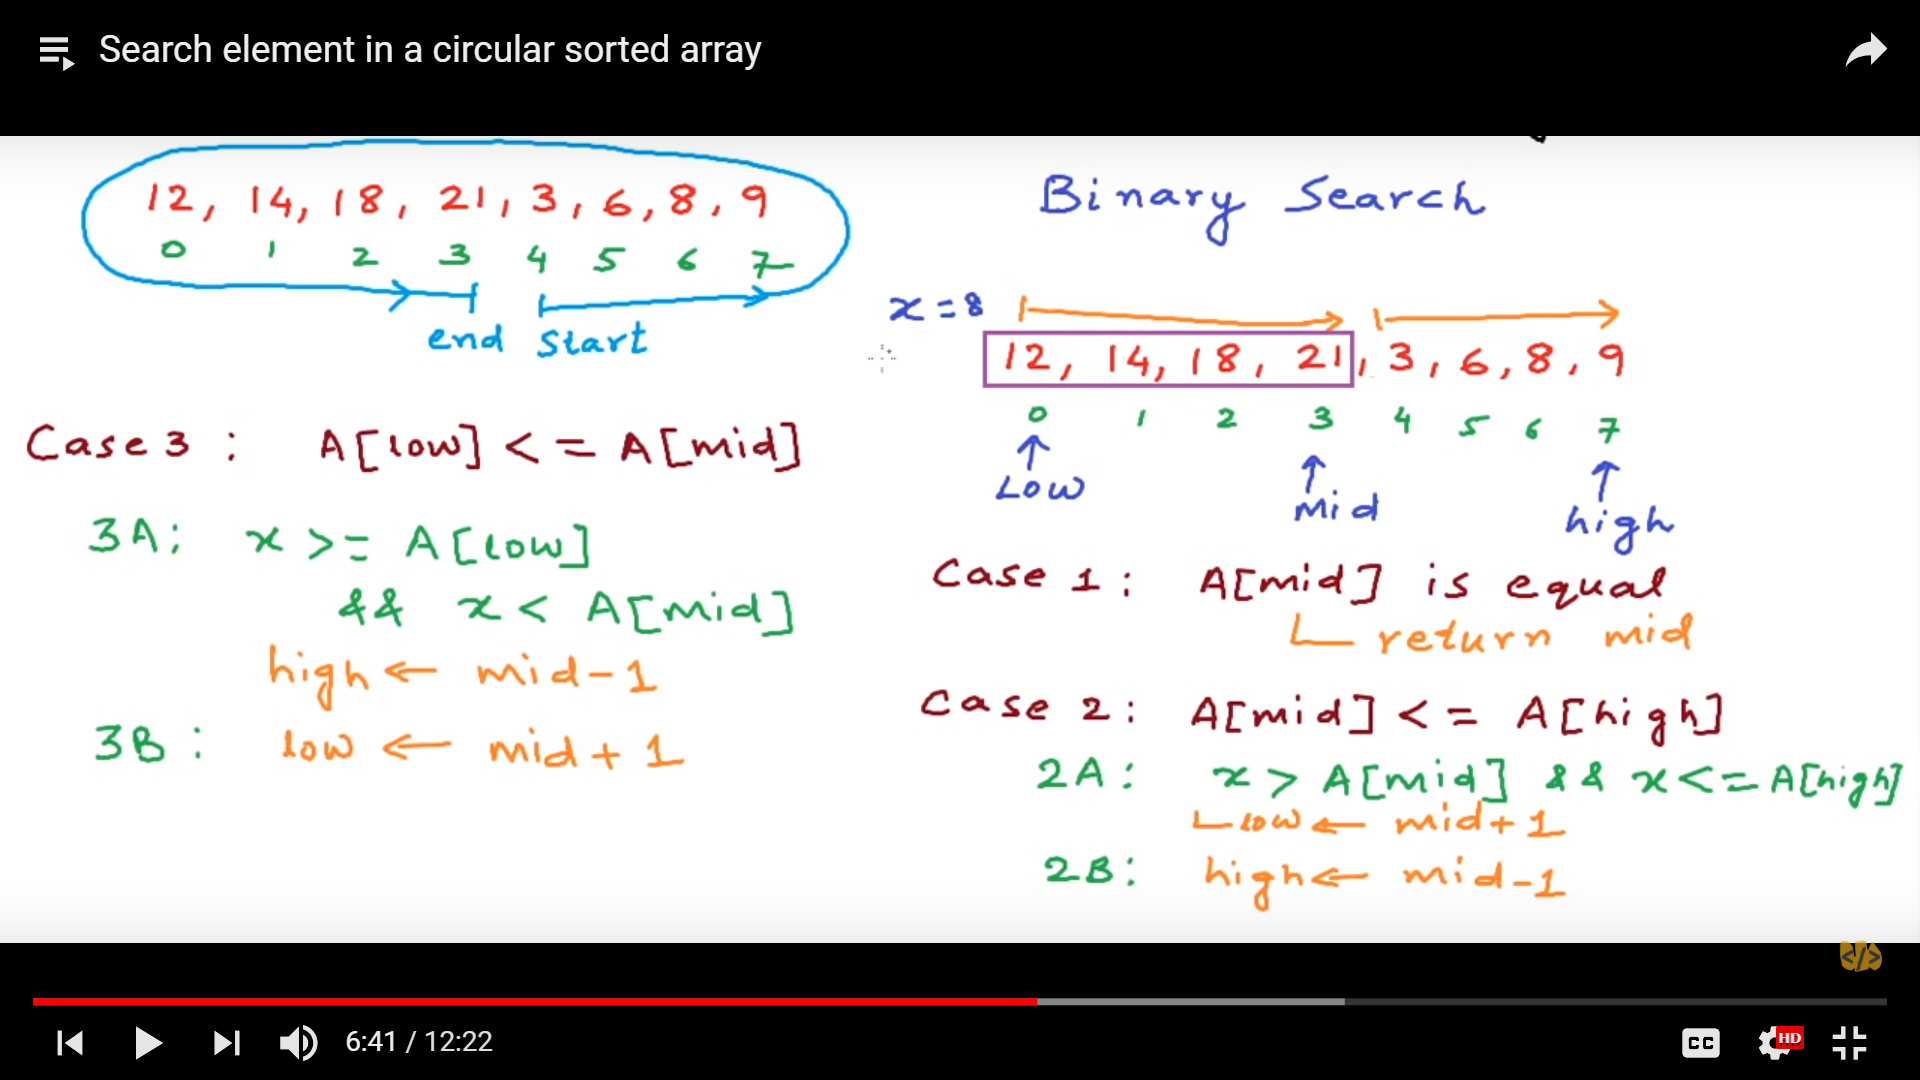 Search element in a circular sorted array
12, 14, 18, 21, 3, 6, 8, 9
0 1 2 3 4 5 6 7
end start
Case 3 : A[low] <= A[mid]
3A: x >= A[low]
&& x < A[mid]
high ← mid-1
3B : low ← mid + 1
Binary Search
x = 8
12, 14, 18, 21, 3, 6, 8, 9
0 1 2 3 4 5 6 7
Low Mid high
Case 1 : A[mid] is equal
return mid
Case 2 : A[mid] <= A[high]
2A : x > A[mid] && x <= A[high]
low ← mid+1
2B : high ← mid-1
</>
6:41 / 12:22
CC HD